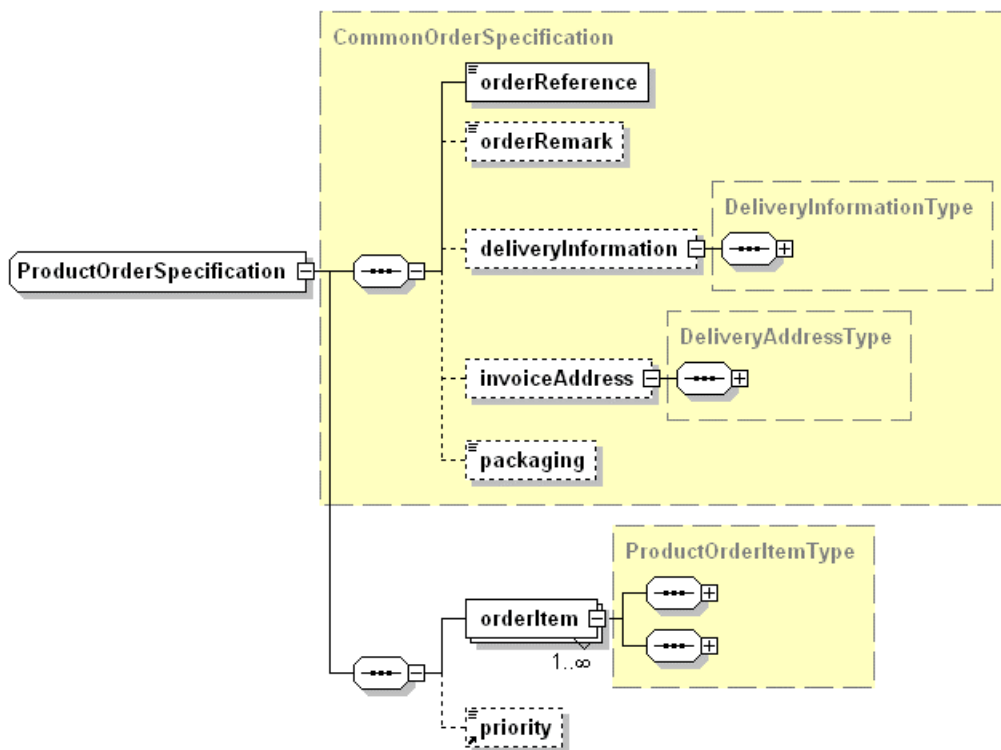 CommonOrderSpecification
orderReference
orderRemark
DeliveryInformationType
deliveryInformation
ProductOrderSpecification
DeliveryAddressType
invoiceAddress
packaging
ProductOrderItemType
orderItem
1..∞
priority